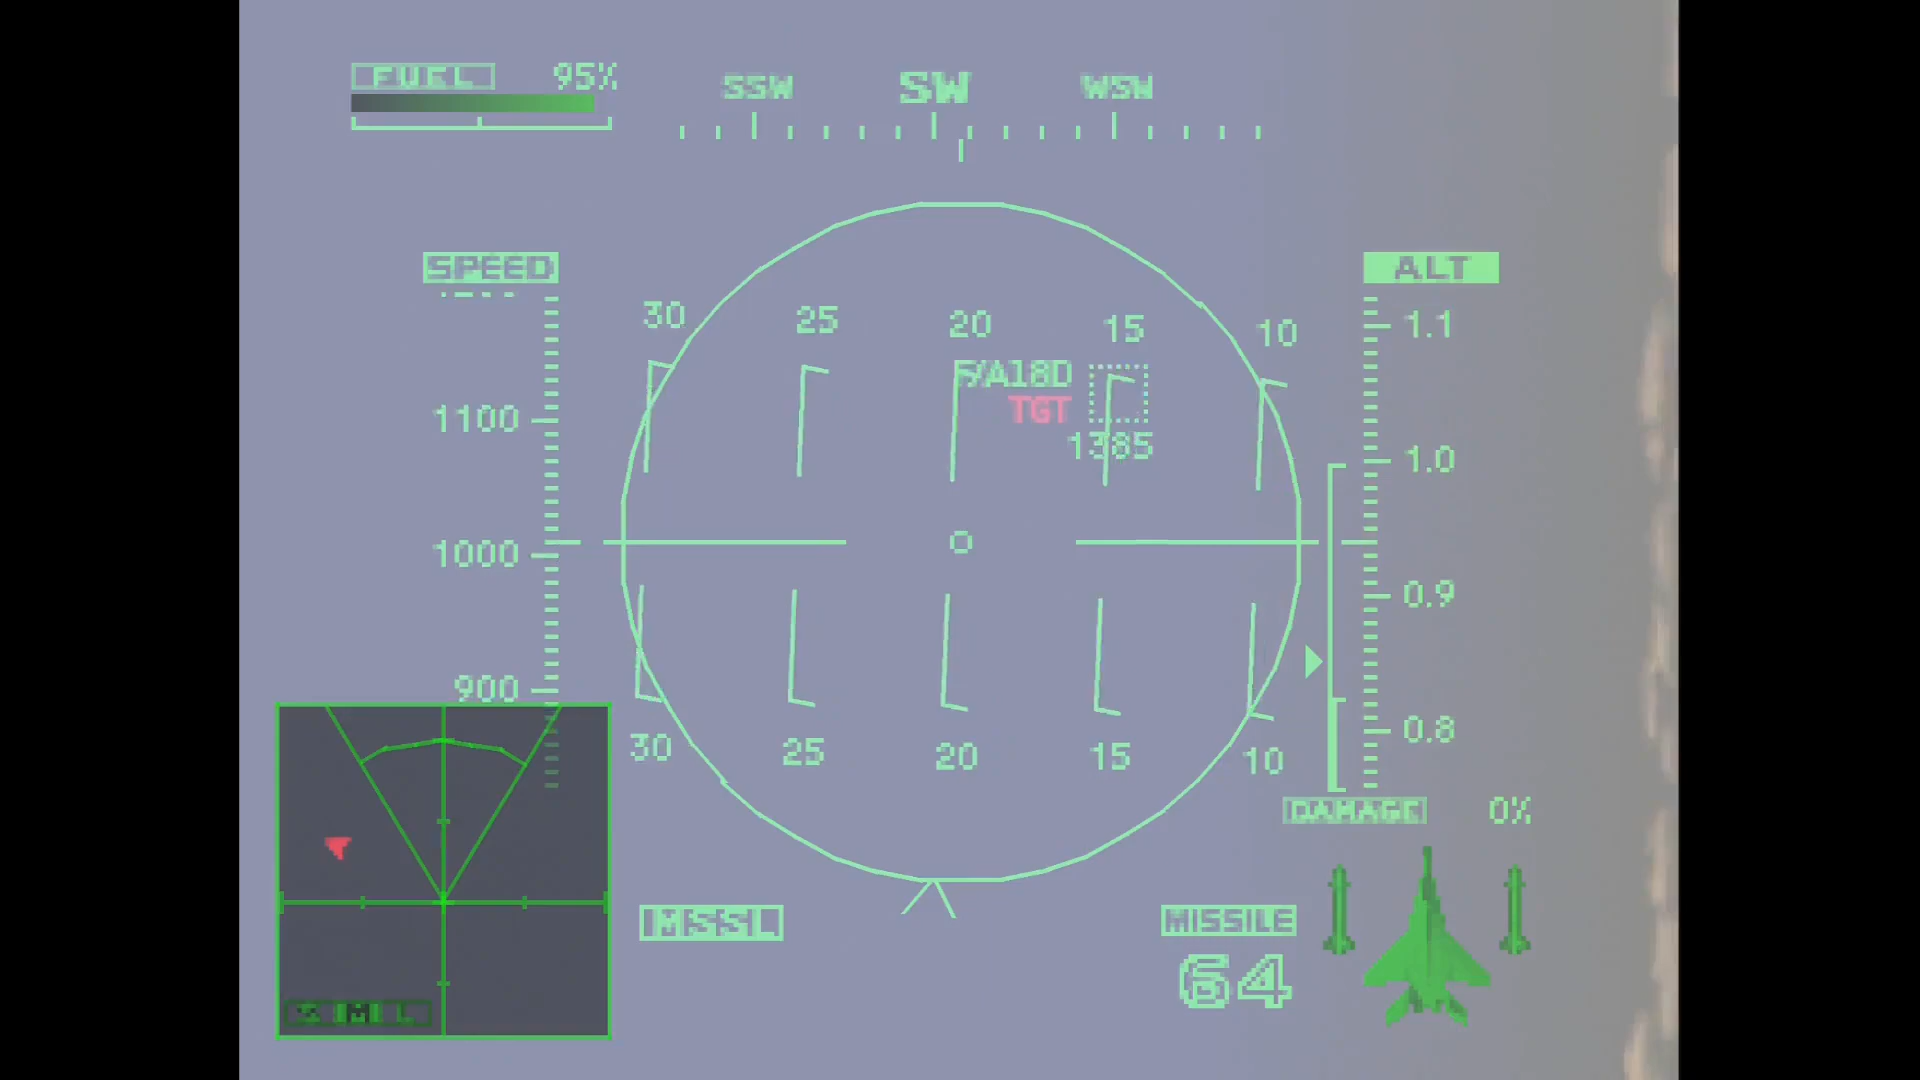 FUEL 95%
SSW SW WSW
SPEED
ALT
30 25 20 15 10
1.1
F/A18D
TGT
1100
1385
1.0
1000
0.9
900
0.8
30 25 20 15 10
DAMAGE 0%
MSSL
MISSILE
64